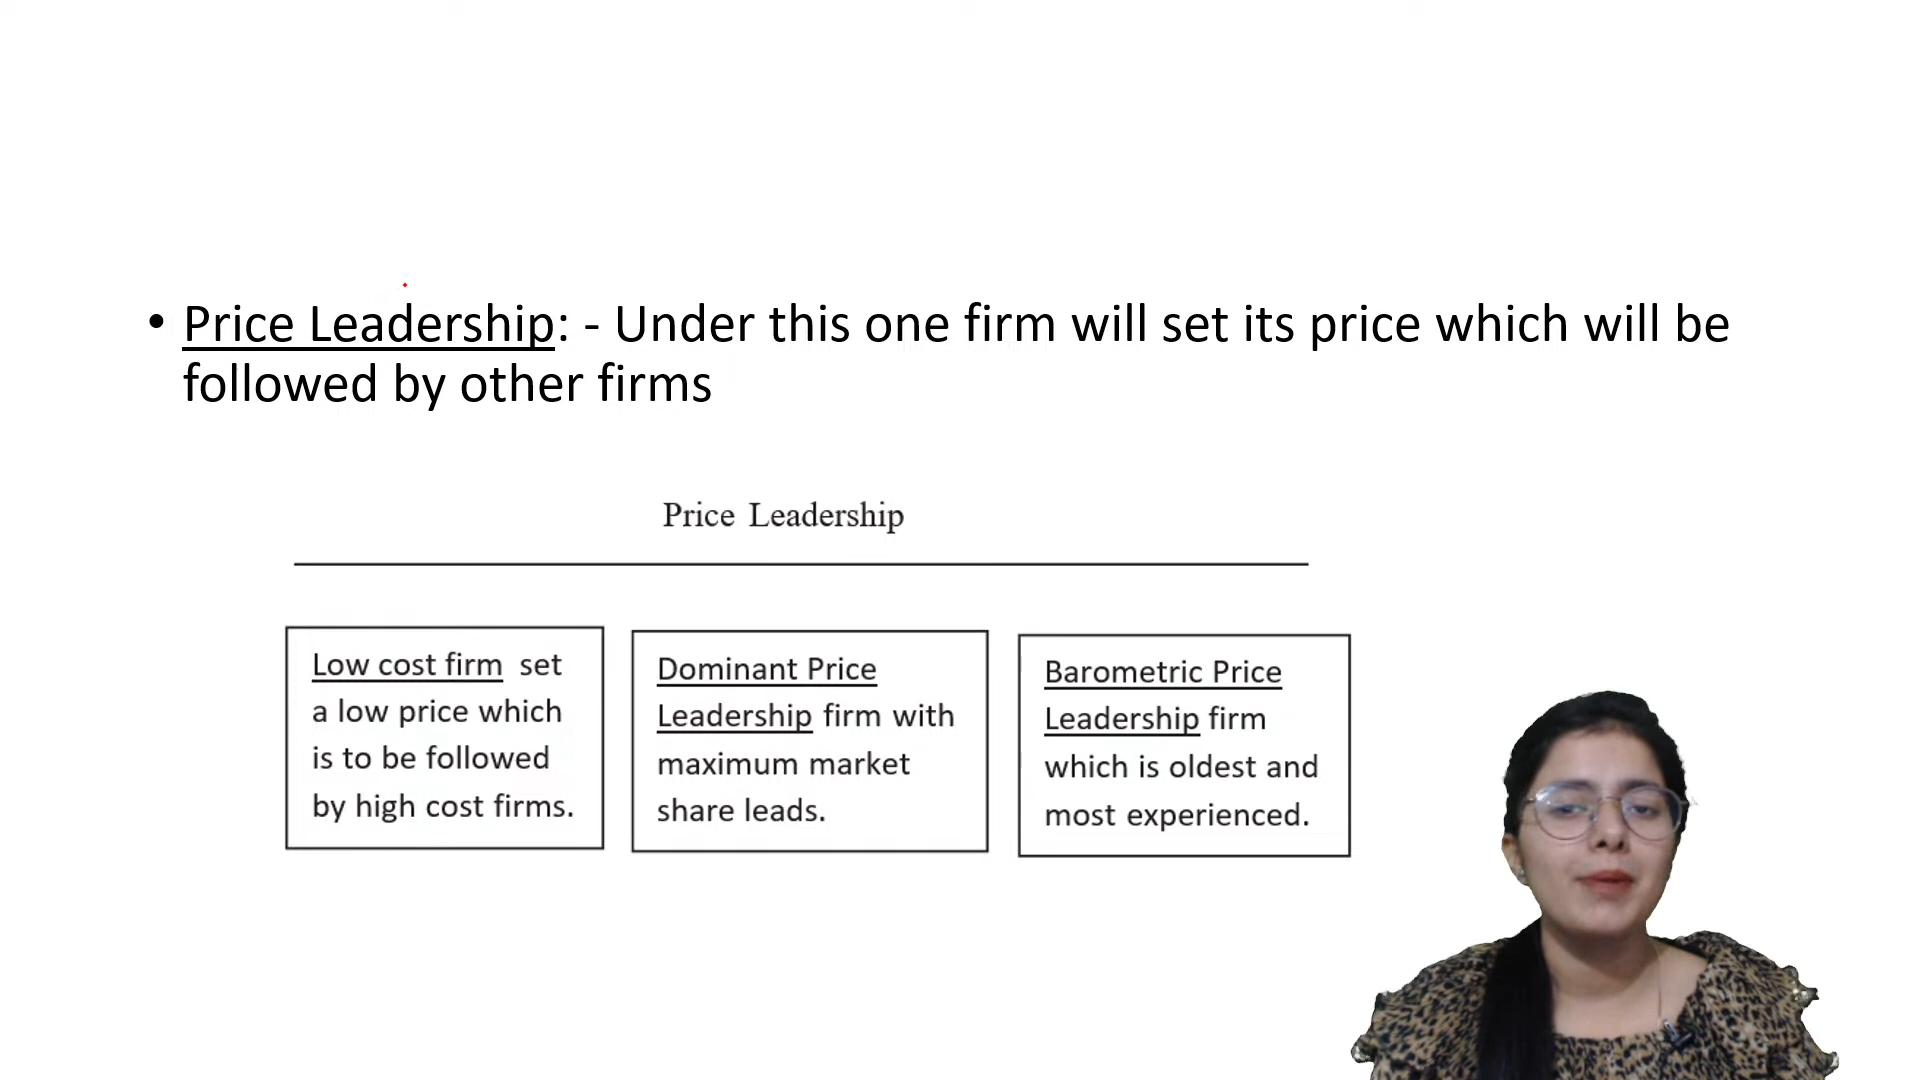 • Price Leadership: - Under this one firm will set its price which will be
followed by other firms
Price Leadership
Low cost firm set
a low price which
is to be followed
by high cost firms.
Dominant Price
Leadership firm with
maximum market
share leads.
Barometric Price
Leadership firm
which is oldest and
most experienced.